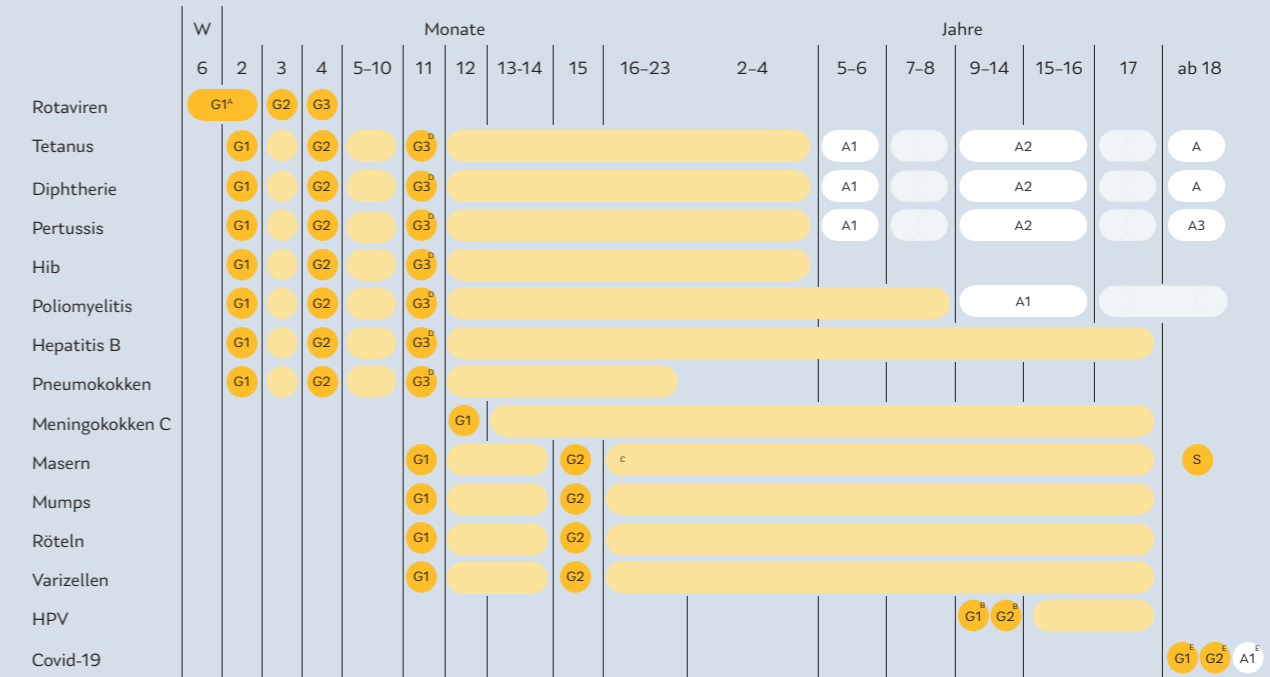 W Monate Jahre
6 2 3 4 5–10 11 12 13-14 15 16–23 2–4 5–6 7–8 9–14 15–16 17 ab 18
Rotaviren G1ᴬ G2 G3
Tetanus G1 G2 G3ᴰ A1 A2 A
Diphtherie G1 G2 G3ᴰ A1 A2 A
Pertussis G1 G2 G3ᴰ A1 A2 A3
Hib G1 G2 G3ᴰ
Poliomyelitis G1 G2 G3ᴰ A1
Hepatitis B G1 G2 G3ᴰ
Pneumokokken G1 G2 G3ᴰ
Meningokokken C G1
Masern G1 G2 C S
Mumps G1 G2
Röteln G1 G2
Varizellen G1 G2
HPV G1ᴮ G2ᴮ
Covid-19 G1ᴱ G2ᴱ A1ᴱ